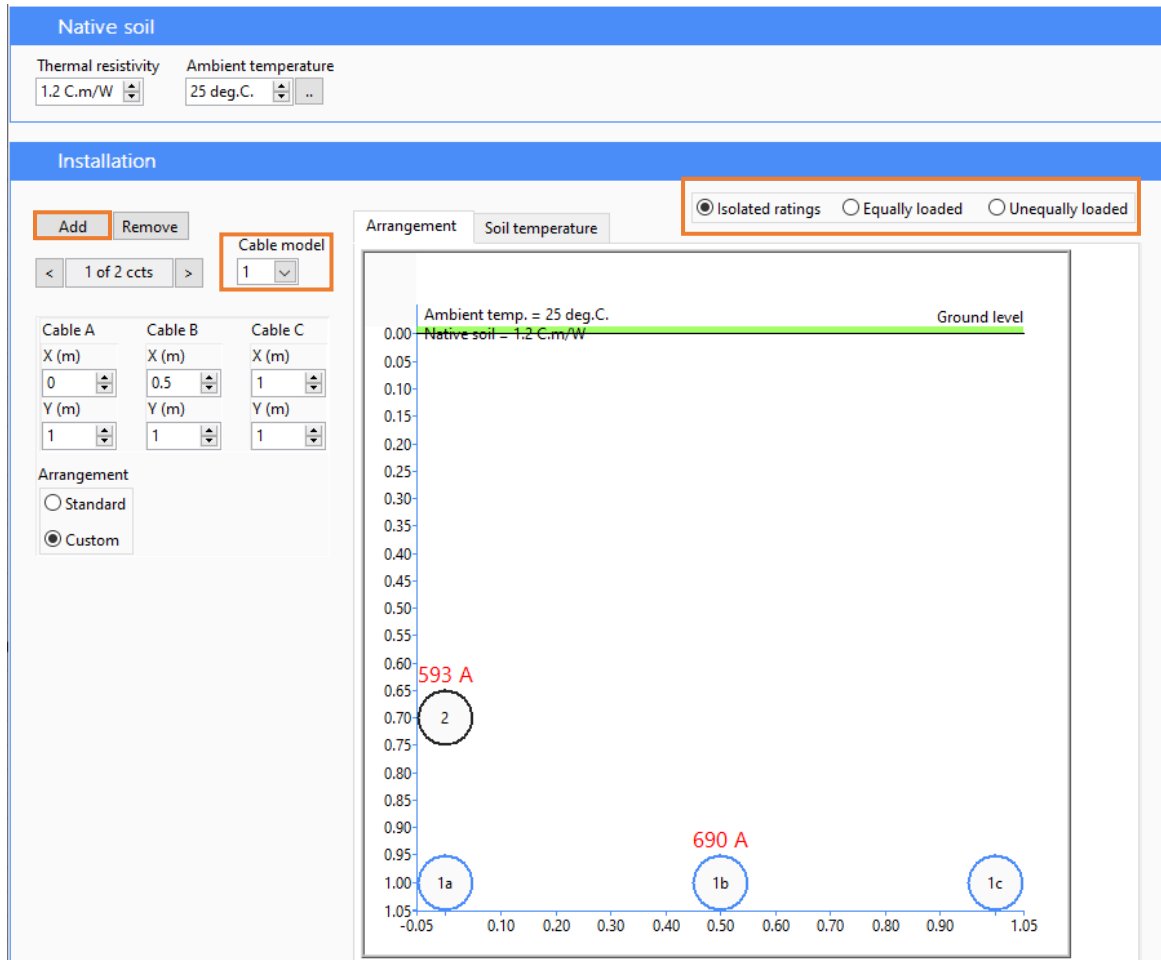 Native soil
Thermal resistivity Ambient temperature
1.2 C.m/W 25 deg.C. ..
Installation
Add Remove
Cable model
< 1 of 2 ccts > 1
Cable A Cable B Cable C
X (m) X (m) X (m)
0 0.5 1
Y (m) Y (m) Y (m)
1 1 1
Arrangement
Standard
Custom
Isolated ratings Equally loaded Unequally loaded
Arrangement Soil temperature
Ambient temp. = 25 deg.C.
Ground level
Native soil = 1.2 C.m/W
0.00
0.05
0.10
0.15
0.20
0.25
0.30
0.35
0.40
0.45
0.50
0.55
0.60
593 A
0.65
0.70 2
0.75
0.80
0.85
0.90
690 A
0.95
1.00 1a 1b 1c
1.05
-0.05 0.10 0.20 0.30 0.40 0.50 0.60 0.70 0.80 0.90 1.05